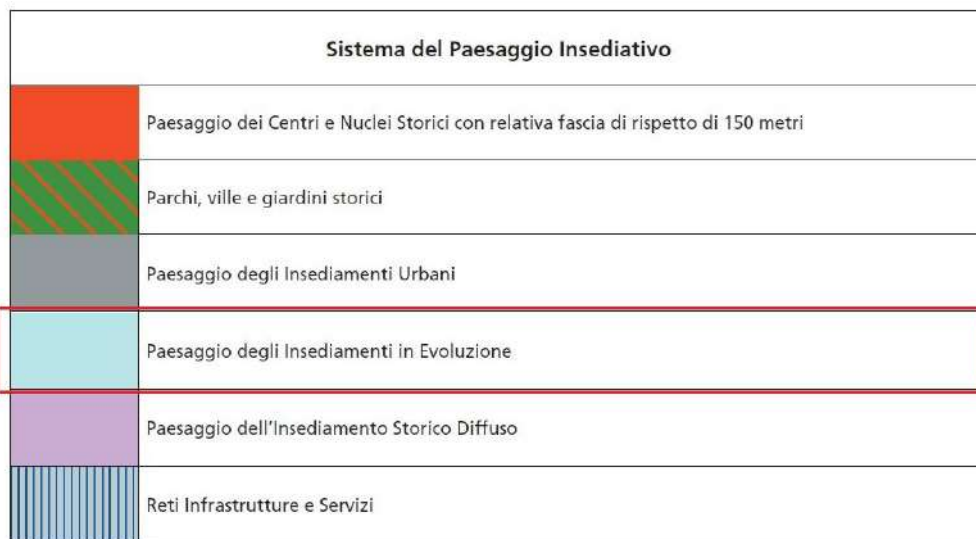 Sistema del Paesaggio Insediativo
Paesaggio dei Centri e Nuclei Storici con relativa fascia di rispetto di 150 metri
Parchi, ville e giardini storici
Paesaggio degli Insediamenti Urbani
Paesaggio degli Insediamenti in Evoluzione
Paesaggio dell'Insediamento Storico Diffuso
Reti Infrastrutture e Servizi